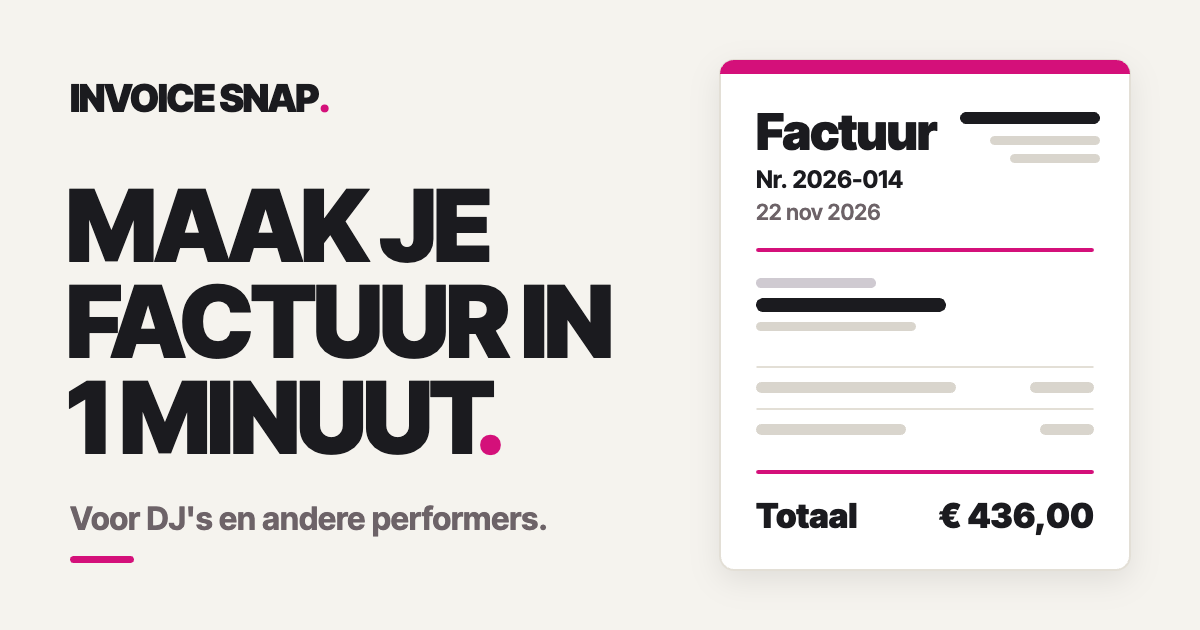 INVOICE SNAP.
MAAK JE
FACTUUR IN
1 MINUUT.
Voor DJ's en andere performers.
Factuur
Nr. 2026-014
22 nov 2026
Totaal € 436,00